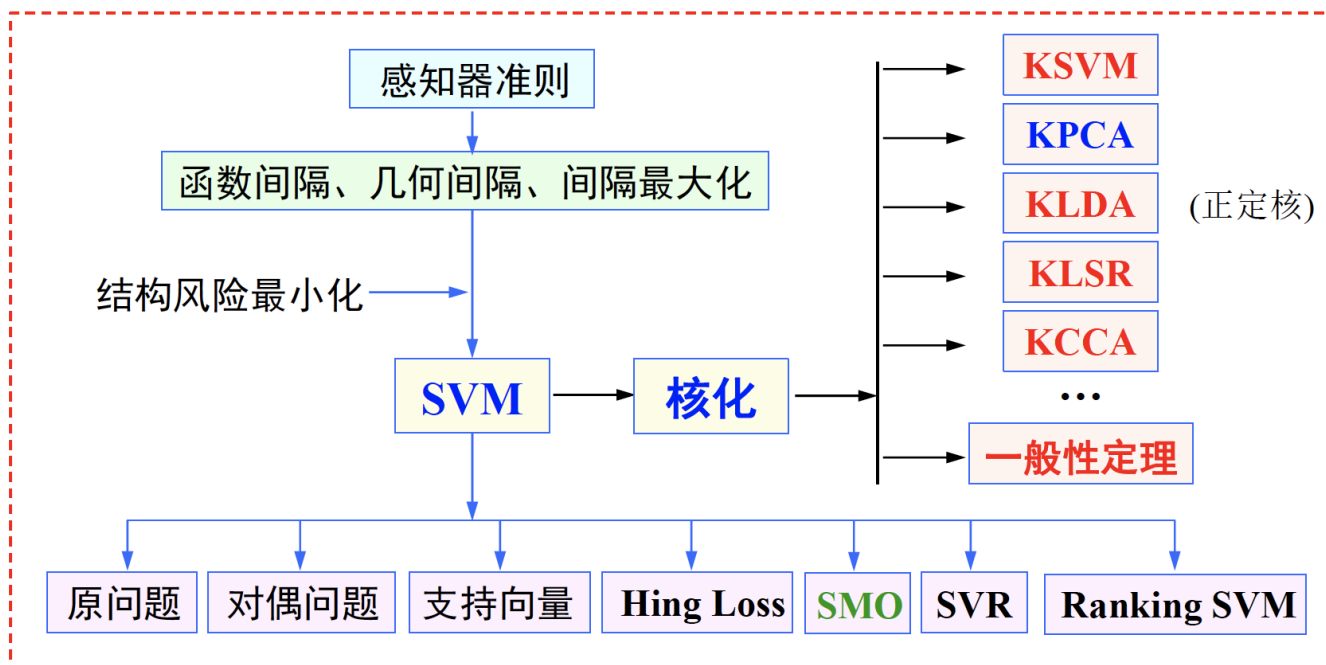 感知器准则
函数间隔、几何间隔、间隔最大化
结构风险最小化
SVM
核化
KSVM
KPCA
KLDA
(正定核)
KLSR
KCCA
…
一般性定理
原问题
对偶问题
支持向量
Hing Loss
SMO
SVR
Ranking SVM